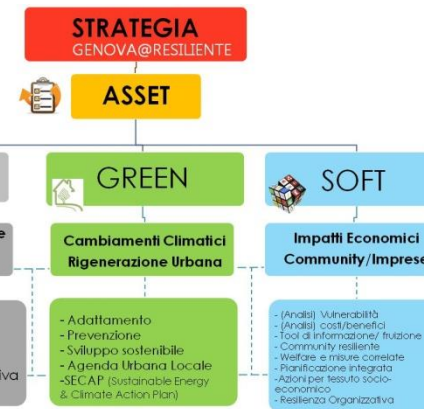 STRATEGIA
GENOVA@RESILIENTE
ASSET
GREEN
Cambiamenti Climatici
Rigenerazione Urbana
- Adattamento
- Prevenzione
- Sviluppo sostenibile
- Agenda Urbana Locale
-SECAP (Sustainable Energy
& Climate Action Plan)
SOFT
Impatti Economici
Community/Imprese
- (Analisi) Vulnerabilità
- (Analisi) costi/benefici
-Tool di informazione/ fruizione
- Community resiliente
- Welfare e misure correlate
- Pianificazione integrata
-Azioni per tessuto socio-
economico
- Resilienza Organizzativa